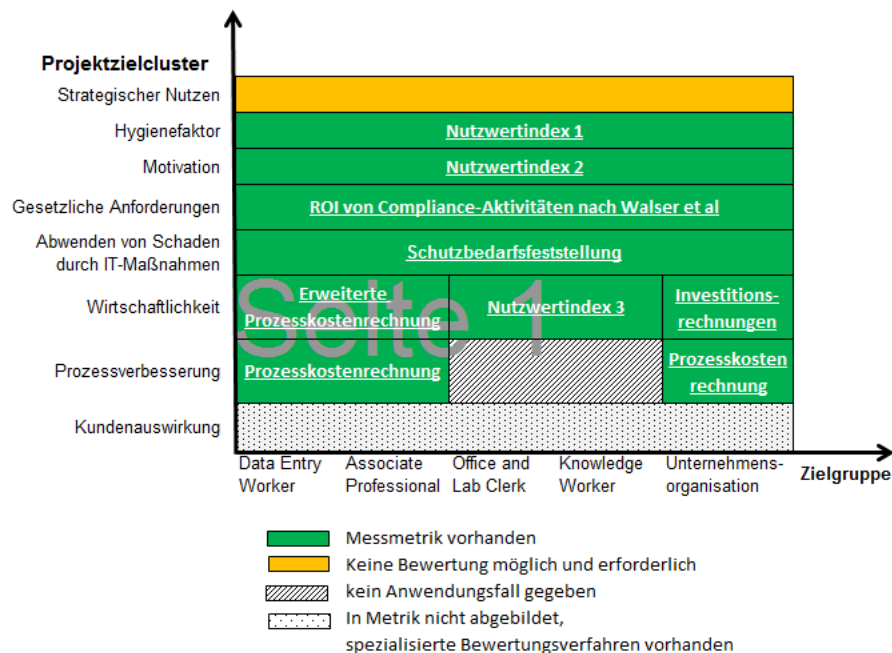 Projektzielcluster
Strategischer Nutzen
Hygienefaktor
Nutzwertindex 1
Motivation
Nutzwertindex 2
Gesetzliche Anforderungen
ROI von Compliance-Aktivitäten nach Walser et al
Abwenden von Schaden
durch IT-Maßnahmen
Schutzbedarfsfeststellung
Seite 1
Wirtschaftlichkeit
Erweiterte
Prozesskostenrechnung
Nutzwertindex 3
Investitions-
rechnungen
Prozessverbesserung
Prozesskostenrechnung
Prozesskosten
rechnung
Kundenauswirkung
Data Entry
Worker
Associate
Professional
Office and
Lab Clerk
Knowledge
Worker
Unternehmens-
organisation
Zielgruppe
Messmetrik vorhanden
Keine Bewertung möglich und erforderlich
kein Anwendungsfall gegeben
In Metrik nicht abgebildet,
spezialisierte Bewertungsverfahren vorhanden